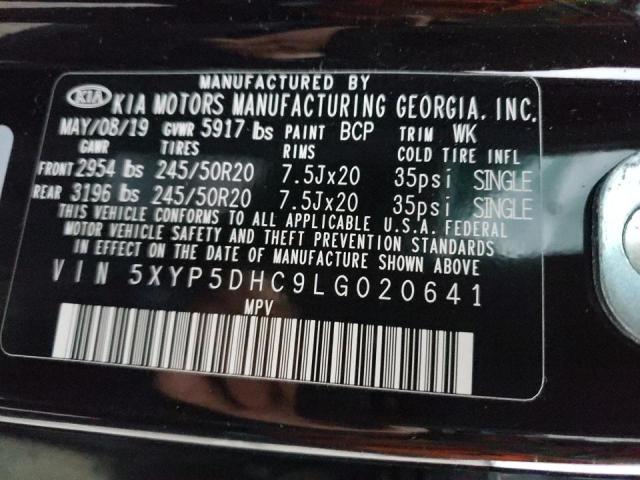 MANUFACTURED BY
KIA KIA MOTORS MANUFACTURING GEORGIA, INC.
MAY/08/19 GVWR 5917 lbs PAINT BCP TRIM WK
GAWR TIRES RIMS COLD TIRE INFL
FRONT 2954 lbs 245/50R20 7.5Jx20 35psi SINGLE
REAR 3196 lbs 245/50R20 7.5Jx20 35psi SINGLE
THIS VEHICLE CONFORMS TO ALL APPLICABLE U.S.A. FEDERAL
MOTOR VEHICLE SAFETY AND THEFT PREVENTION STANDARDS
IN EFFECT ON THE DATE OF MANUFACTURE SHOWN ABOVE
VIN 5XYP5DHC9LG020641
MPV